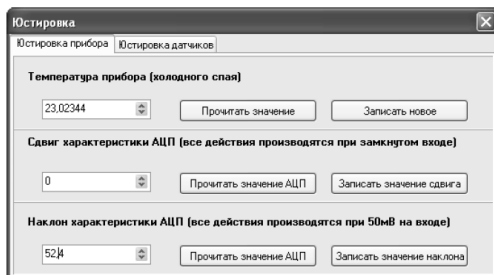 Юстировка
Юстировка прибора Юстировка датчиков
Температура прибора (холодного спая)
23,02344 Прочитать значение Записать новое
Сдвиг характеристики АЦП (все действия производятся при замкнутом входе)
0 Прочитать значение АЦП Записать значение сдвига
Наклон характеристики АЦП (все действия производятся при 50мВ на входе)
52,4 Прочитать значение АЦП Записать значение наклона